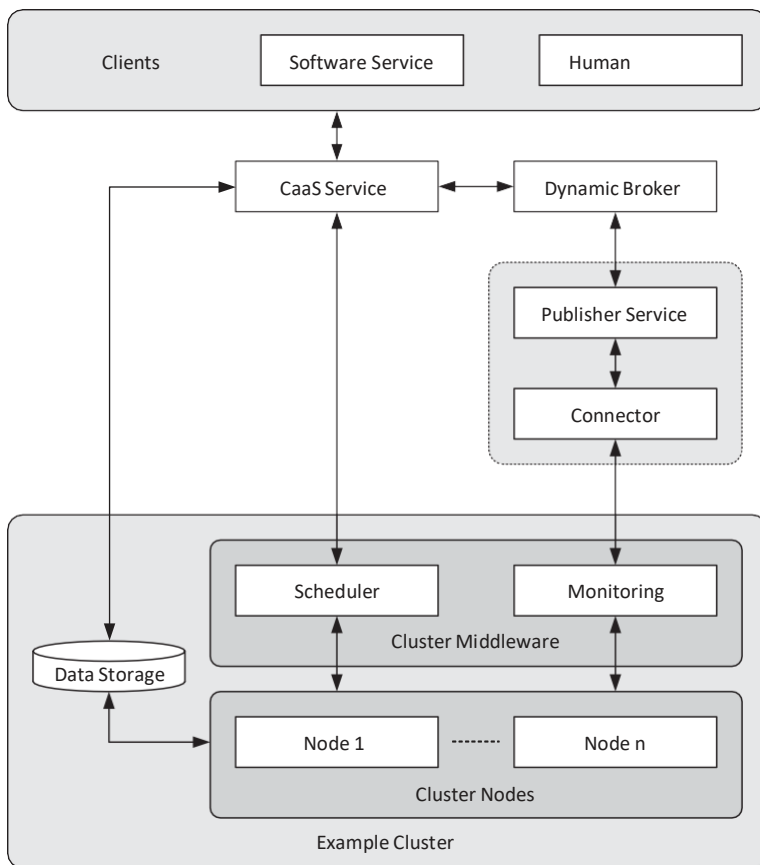 Clients
Software Service
Human
CaaS Service
Dynamic Broker
Publisher Service
Connector
Scheduler
Monitoring
Cluster Middleware
Data Storage
Node 1
Node n
Cluster Nodes
Example Cluster